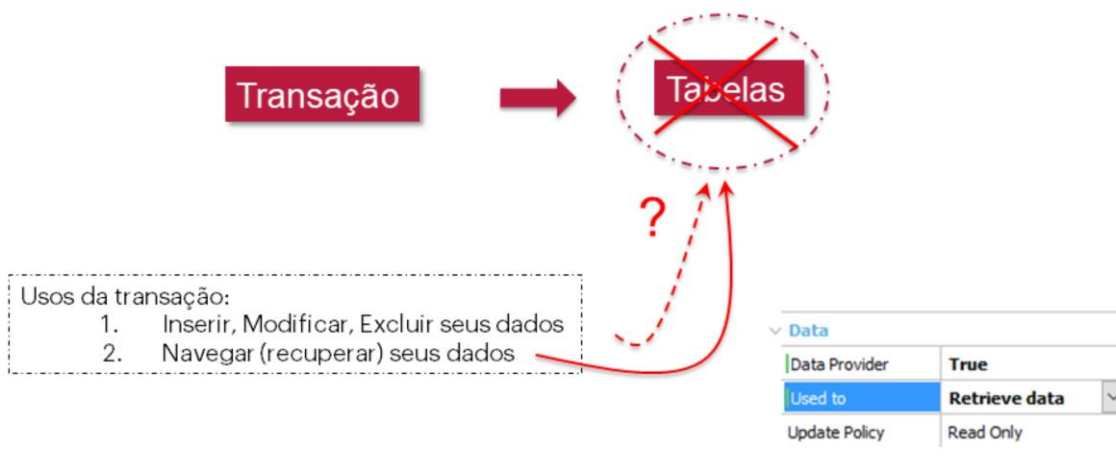 Transação
Tabelas
?
Usos da transação:
1. Inserir, Modificar, Excluir seus dados
2. Navegar (recuperar) seus dados
Data
Data Provider True
Used to Retrieve data
Update Policy Read Only